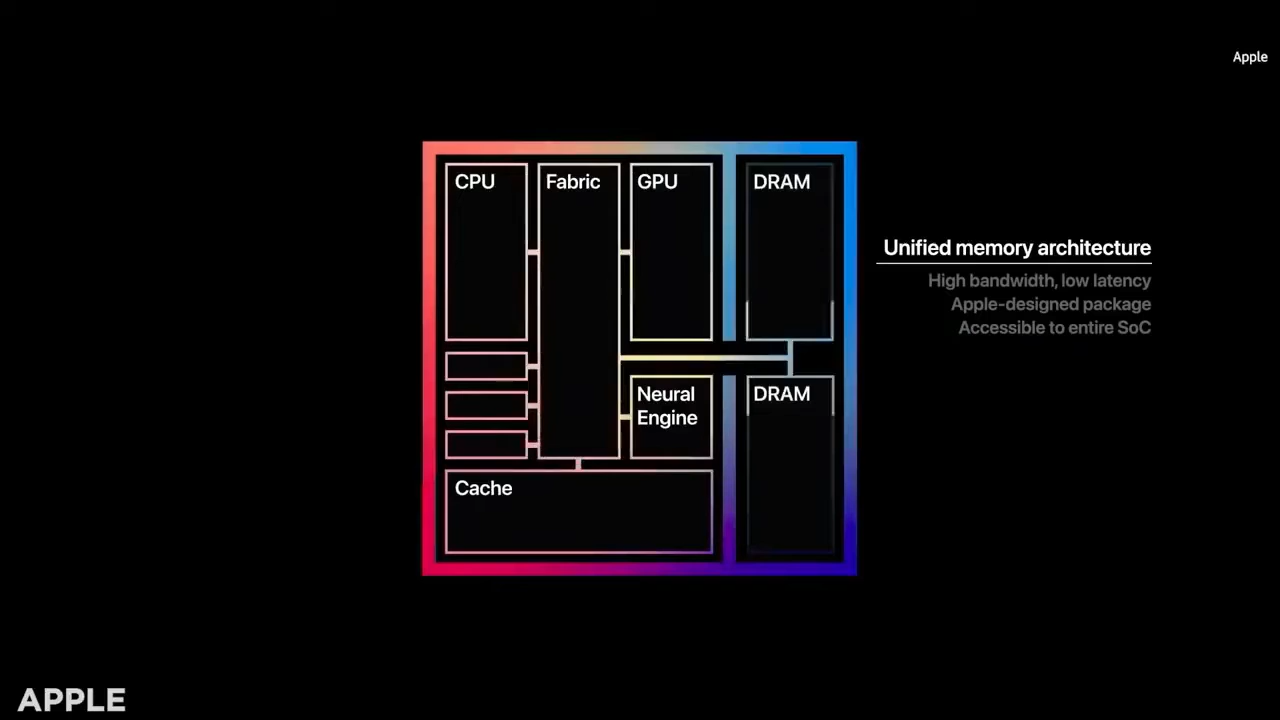 Apple
CPU
Fabric
GPU
DRAM
Unified memory architecture
High bandwidth, low latency
Apple-designed package
Accessible to entire SoC
Neural
Engine
DRAM
Cache
APPLE